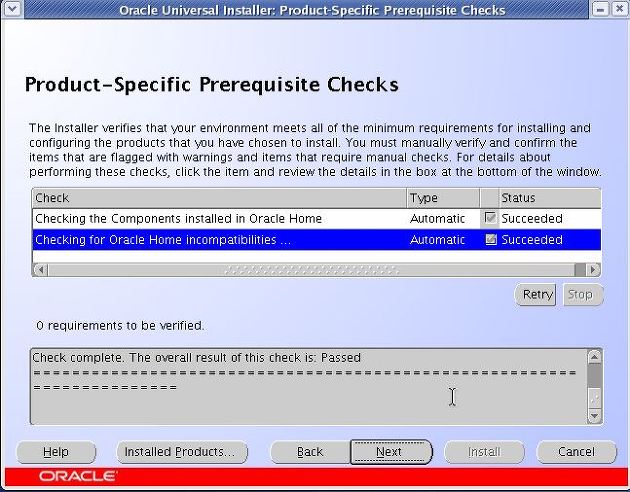 Oracle Universal Installer: Product-Specific Prerequisite Checks
Product-Specific Prerequisite Checks
The Installer verifies that your environment meets all of the minimum requirements for installing and
configuring the products that you have chosen to install. You must manually verify and confirm the
items that are flagged with warnings and items that require manual checks. For details about
performing these checks, click the item and review the details in the box at the bottom of the window.
Check Type Status
Checking the Components installed in Oracle Home Automatic Succeeded
Checking for Oracle Home incompatibilities ... Automatic Succeeded
Retry Stop
0 requirements to be verified.
Check complete. The overall result of this check is: Passed
=========================================================
===============
Help Installed Products... Back Next Install Cancel
ORACLE